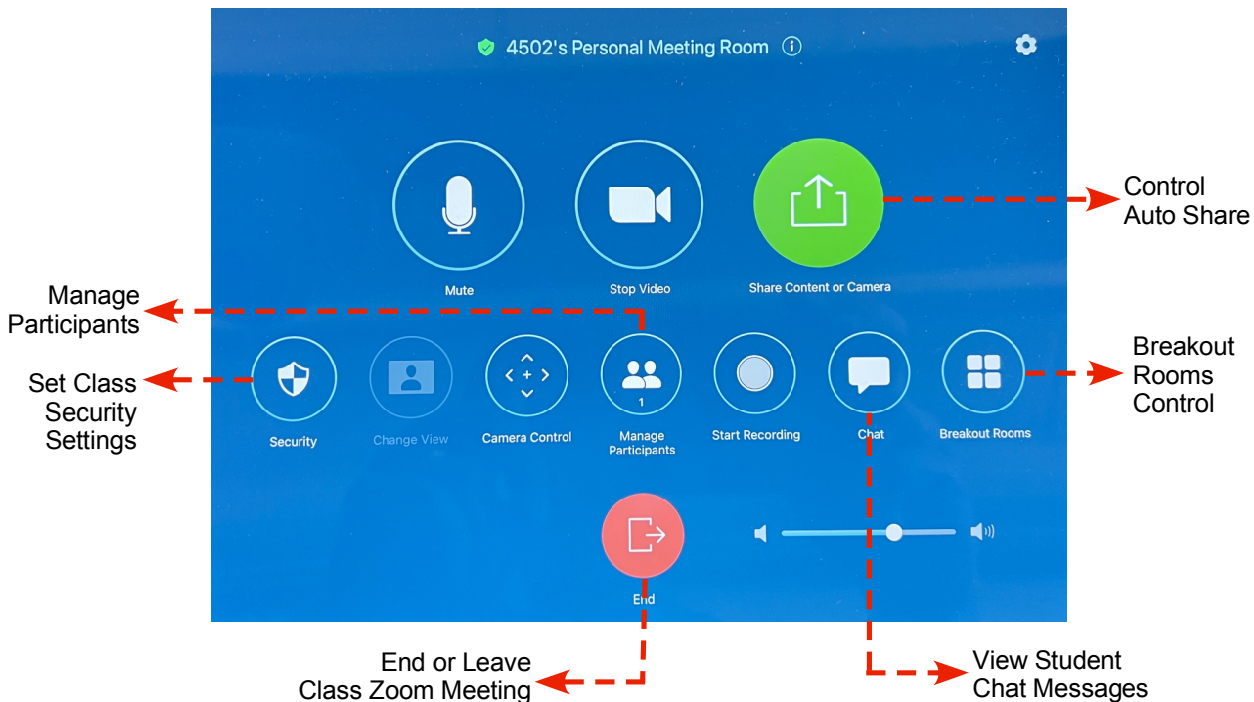 4502's Personal Meeting Room
Control
Auto Share
Mute
Stop Video
Share Content or Camera
Manage
Participants
Breakout
Rooms
Control
Set Class
Security
Settings
1
Security
Change View
Camera Control
Manage
Participants
Start Recording
Chat
Breakout Rooms
End
End or Leave
Class Zoom Meeting
View Student
Chat Messages